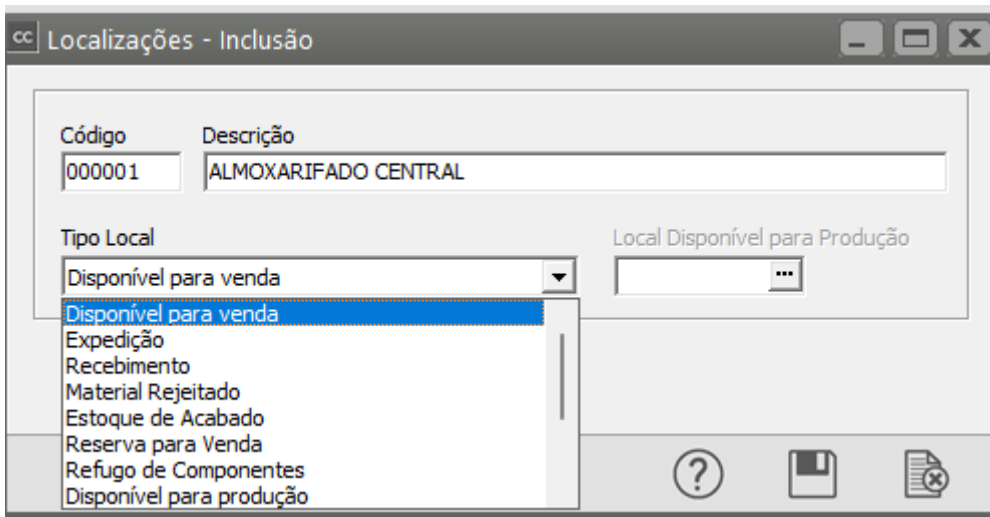 cc Localizações - Inclusão
Código Descrição
000001 ALMOXARIFADO CENTRAL
Tipo Local Local Disponível para Produção
Disponível para venda ...
Disponível para venda
Expedição
Recebimento
Material Rejeitado
Estoque de Acabado
Reserva para Venda
Refugo de Componentes
Disponível para produção
?